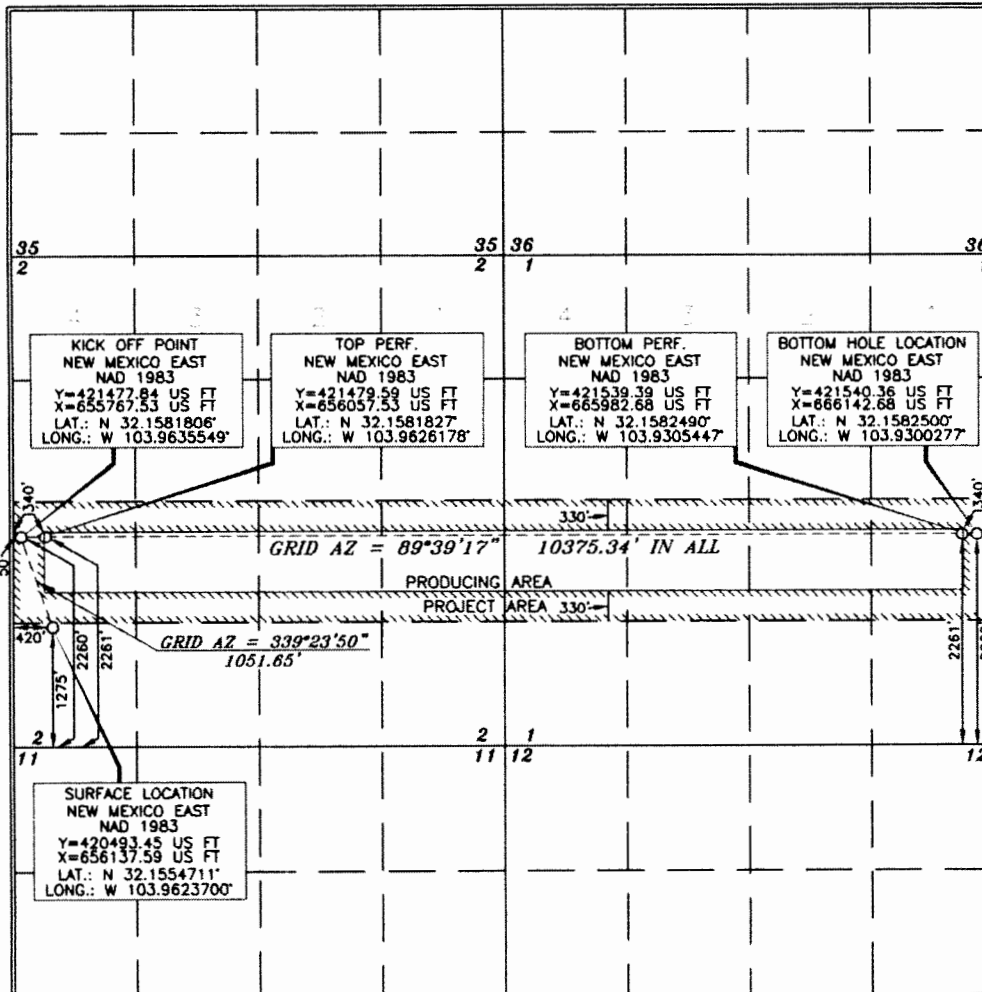 35
35
36
36
2
2
1
4
3
2
1
4
3
KICK OFF POINT
NEW MEXICO EAST
NAD 1983
Y=421477.84 US FT
X=655767.53 US FT
LAT.: N 32.1581806°
LONG.: W 103.9635549°
TOP PERF.
NEW MEXICO EAST
NAD 1983
Y=421479.59 US FT
X=656057.53 US FT
LAT.: N 32.1581827°
LONG.: W 103.9626178°
BOTTOM PERF.
NEW MEXICO EAST
NAD 1983
Y=421539.39 US FT
X=665982.68 US FT
LAT.: N 32.1582490°
LONG.: W 103.9305447°
BOTTOM HOLE LOCATION
NEW MEXICO EAST
NAD 1983
Y=421540.36 US FT
X=666142.68 US FT
LAT.: N 32.1582500°
LONG.: W 103.9300277°
340'
340'
330'
GRID AZ = 89°39'17" 10375.34' IN ALL
PRODUCING AREA
PROJECT AREA 330'
420'
GRID AZ = 339°23'50"
1051.65'
1275'
2260'
2261'
2261'
2
2
1
11
11
12
12
SURFACE LOCATION
NEW MEXICO EAST
NAD 1983
Y=420493.45 US FT
X=656137.59 US FT
LAT.: N 32.1554711°
LONG.: W 103.9623700°